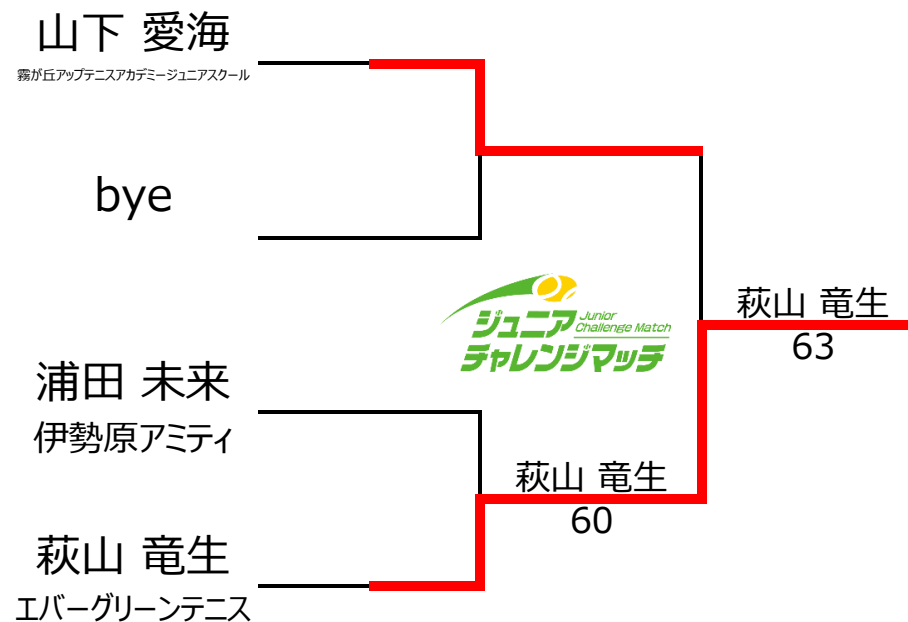 山下 愛海
霧が丘アップテニスアカデミージュニアスクール
bye
ジュニア Junior Challenge Match
チャレンジマッチ
萩山 竜生
63
浦田 未来
伊勢原アミティ
萩山 竜生
60
萩山 竜生
エバーグリーンテニス